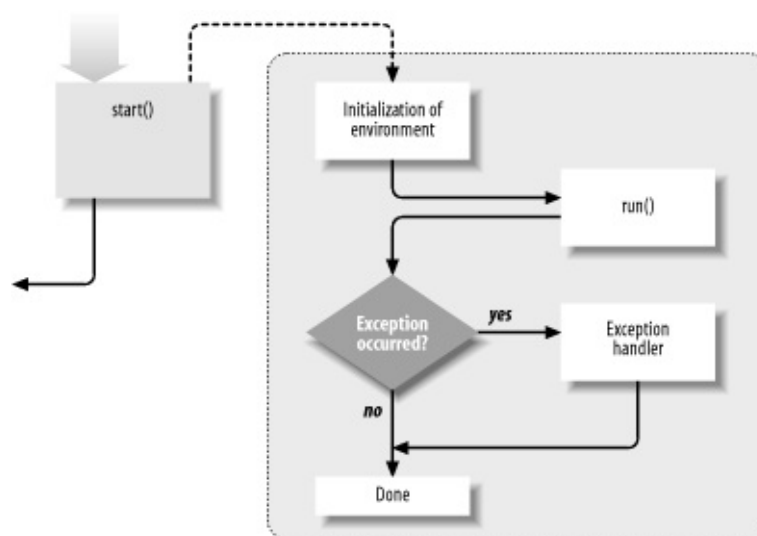 start()
Initialization of
environment
run()
Exception
occurred?
yes
Exception
handler
no
Done